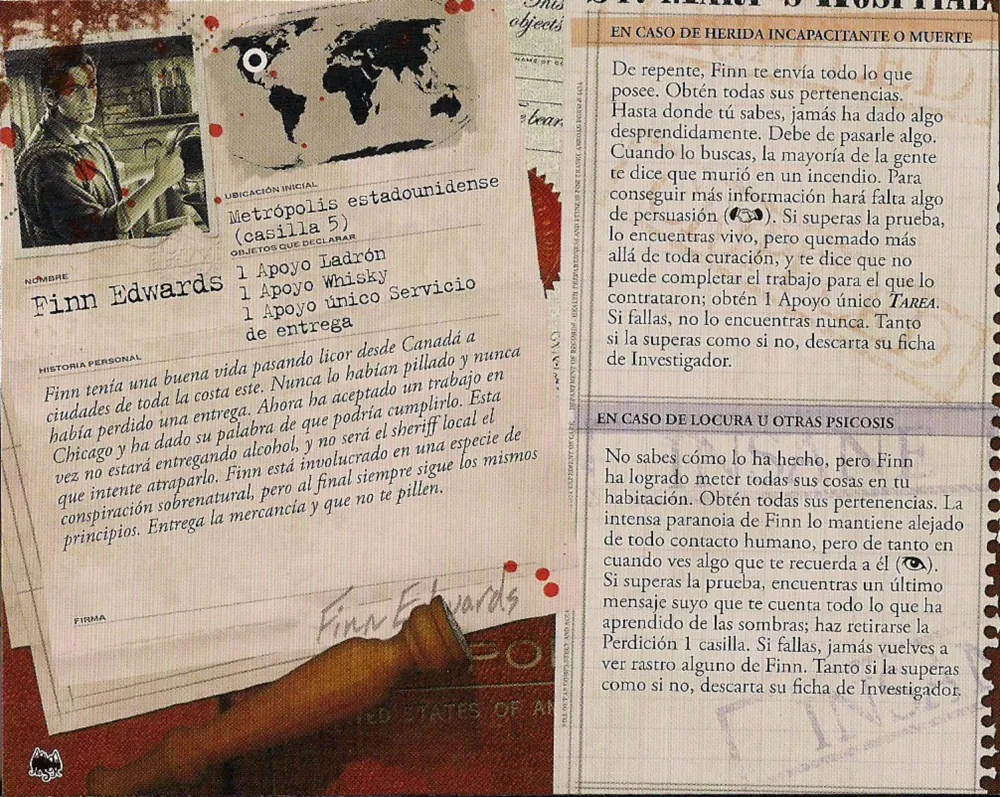 UBICACIÓN INICIAL
Metrópolis estadounidense
(casilla 5)
OBJETOS QUE DECLARAR
1 Apoyo Ladrón
1 Apoyo Whisky
1 Apoyo único Servicio
de entrega
NOMBRE
Finn Edwards
HISTORIA PERSONAL
Finn tenía una buena vida pasando licor desde Canadá a
ciudades de toda la costa este. Nunca lo habían pillado y nunca
había perdido una entrega. Ahora ha aceptado un trabajo en
Chicago y ha dado su palabra de que podría cumplirlo. Esta
vez no estará entregando alcohol, y no será el sheriff local el
que intente atraparlo. Finn está involucrado en una especie de
conspiración sobrenatural, pero al final siempre sigue los mismos
principios. Entrega la mercancía y que no te pillen.
FIRMA
Finn Edwards
UNITED STATES OF AM
This
objects
NAME OF
bear
ST. MARY'S HOSPITAL
EN CASO DE HERIDA INCAPACITANTE O MUERTE
De repente, Finn te envía todo lo que
posee. Obtén todas sus pertenencias.
Hasta donde tú sabes, jamás ha dado algo
desprendidamente. Debe de pasarle algo.
Cuando lo buscas, la mayoría de la gente
te dice que murió en un incendio. Para
conseguir más información hará falta algo
de persuasión ( ). Si superas la prueba,
lo encuentras vivo, pero quemado más
allá de toda curación, y te dice que no
puede completar el trabajo para el que lo
contrataron; obtén 1 Apoyo único TAREA.
Si fallas, no lo encuentras nunca. Tanto
si la superas como si no, descarta su ficha
de Investigador.
EN CASO DE LOCURA U OTRAS PSICOSIS
INSANE
No sabes cómo lo ha hecho, pero Finn
ha logrado meter todas sus cosas en tu
habitación. Obtén todas sus pertenencias. La
intensa paranoia de Finn lo mantiene alejado
de todo contacto humano, pero de tanto en
cuando ves algo que te recuerda a él ( ).
Si superas la prueba, encuentras un último
mensaje suyo que te cuenta todo lo que ha
aprendido de las sombras; haz retirarse la
Perdición 1 casilla. Si fallas, jamás vuelves a
ver rastro alguno de Finn. Tanto si la superas
como si no, descarta su ficha de Investigador.